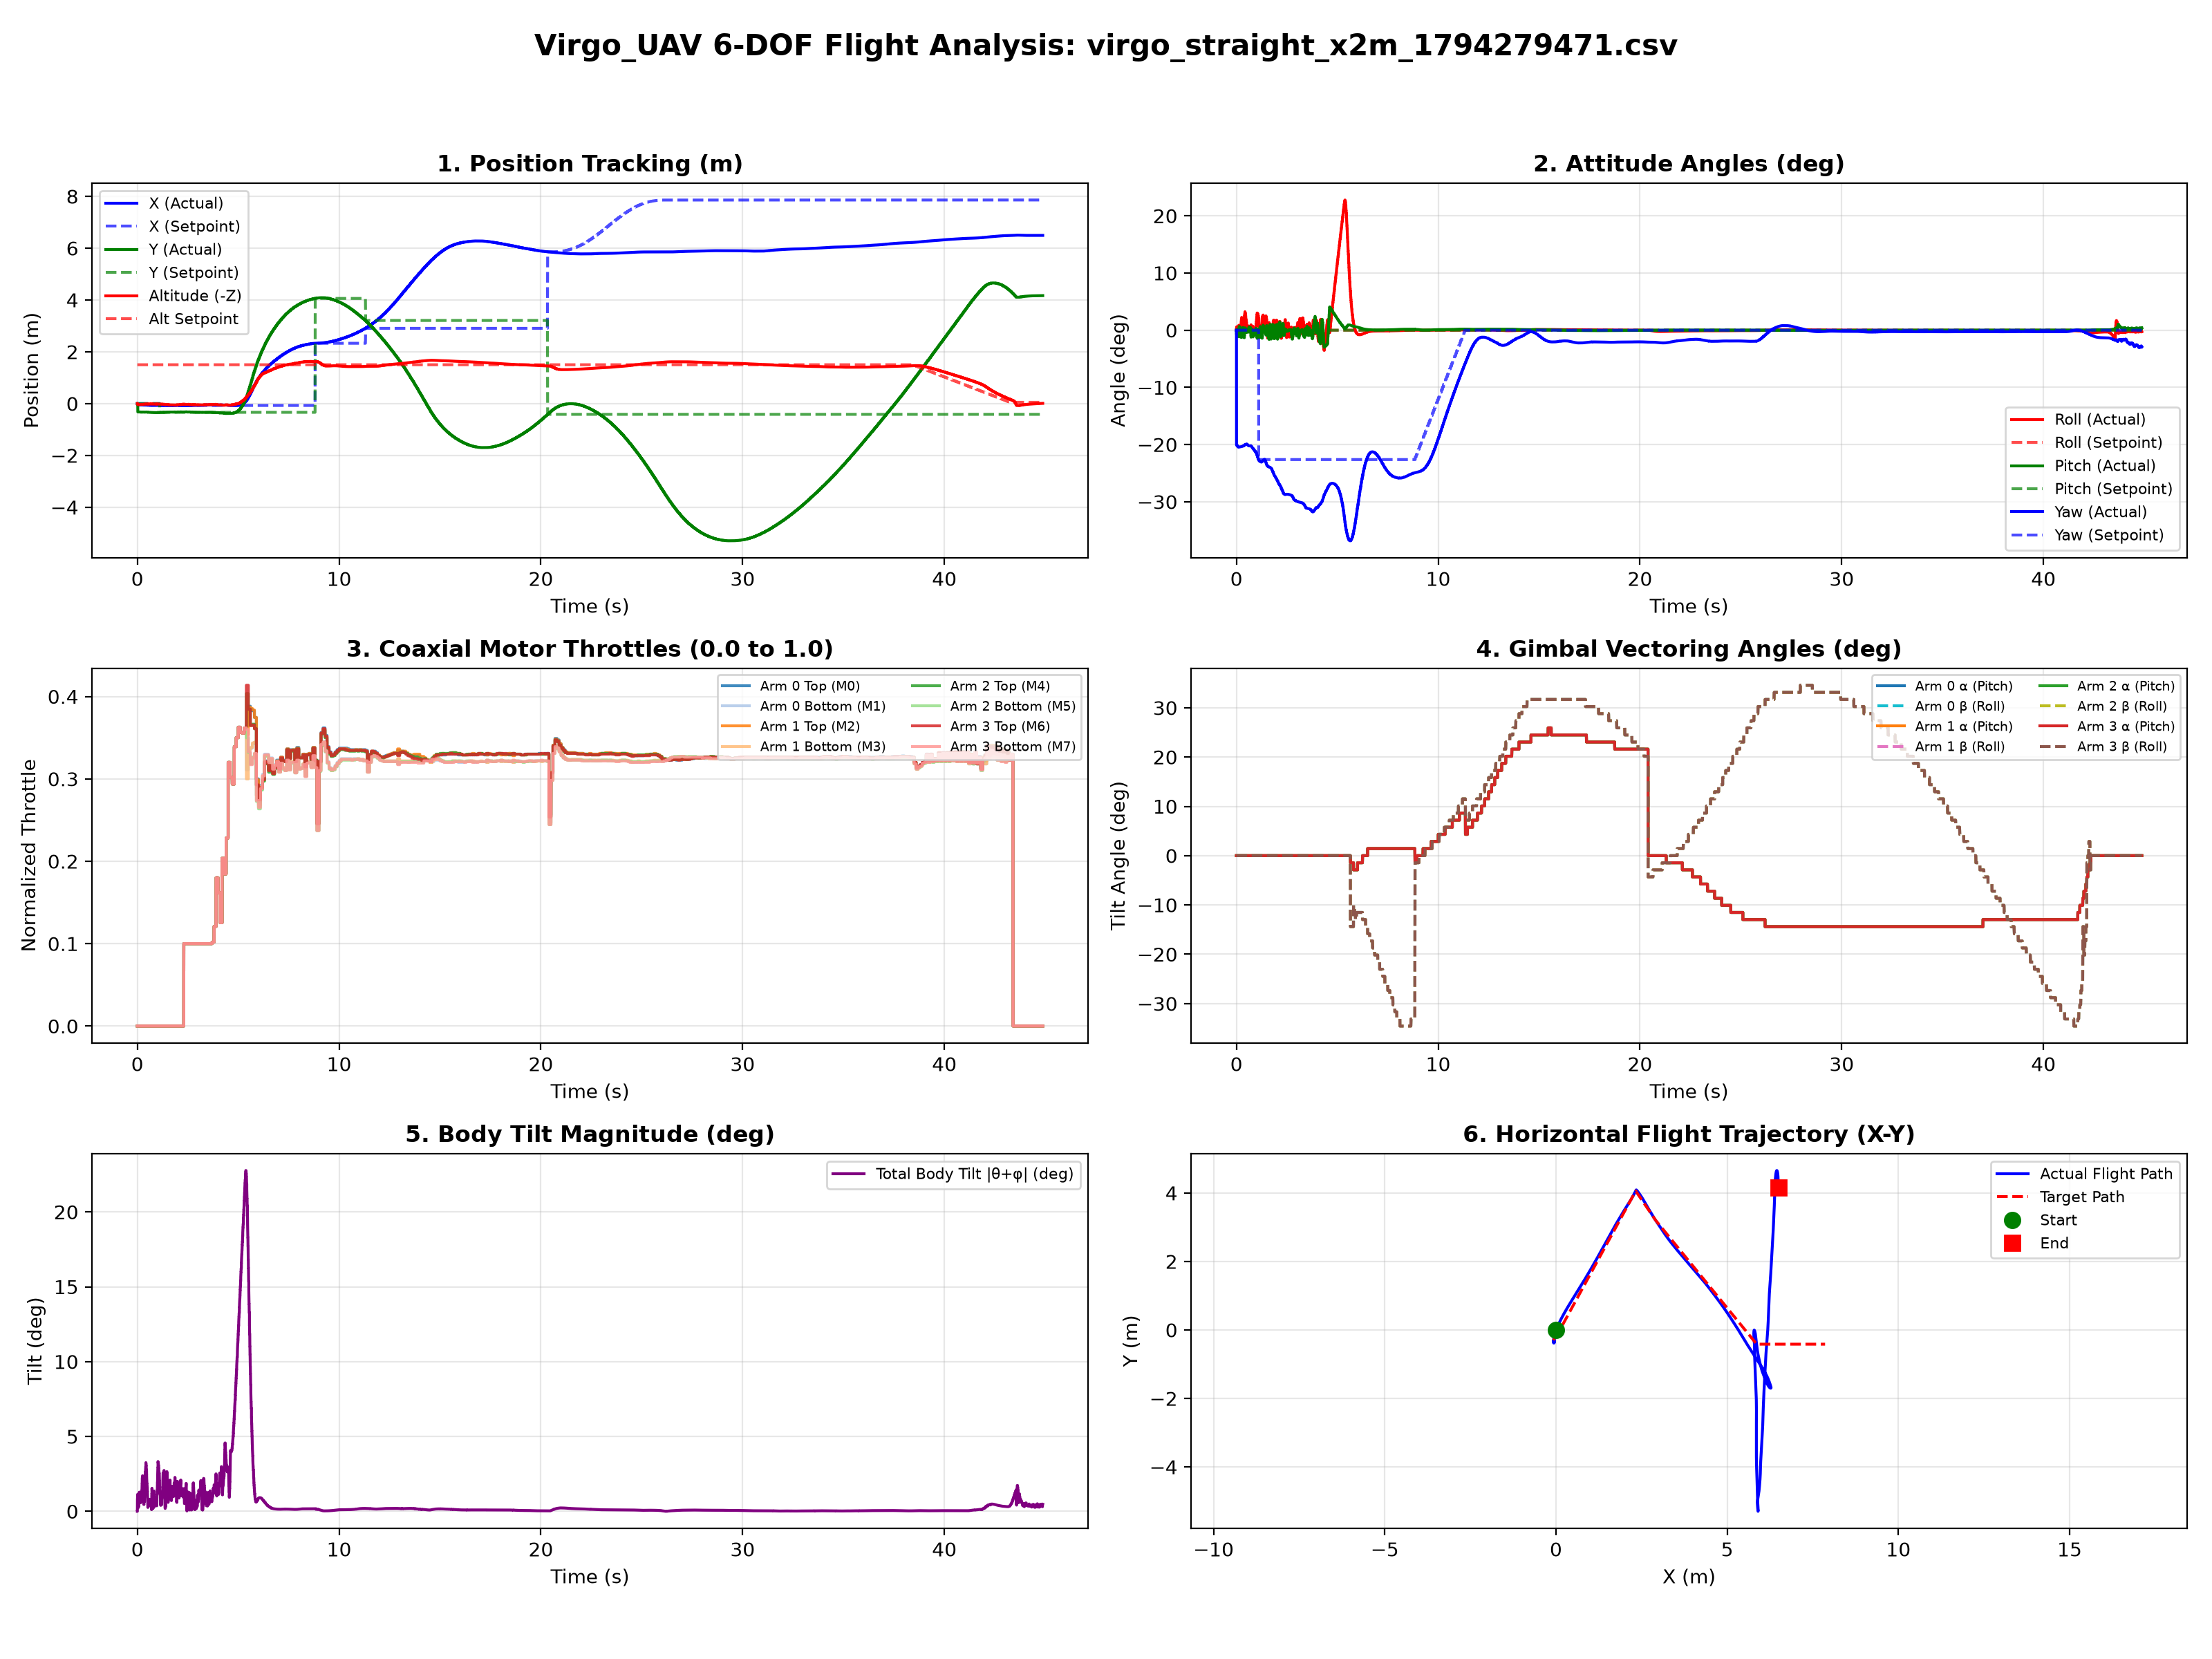 Virgo_UAV 6-DOF Flight Analysis: virgo_straight_x2m_1794279471.csv
1. Position Tracking (m)
8
6
4
2
0
−2
−4
Position (m)
X (Actual)
X (Setpoint)
Y (Actual)
Y (Setpoint)
Altitude (-Z)
Alt Setpoint
0 10 20 30 40
Time (s)
2. Attitude Angles (deg)
20
10
0
−10
−20
−30
Angle (deg)
Roll (Actual)
Roll (Setpoint)
Pitch (Actual)
Pitch (Setpoint)
Yaw (Actual)
Yaw (Setpoint)
0 10 20 30 40
Time (s)
3. Coaxial Motor Throttles (0.0 to 1.0)
0.4
0.3
0.2
0.1
0.0
Normalized Throttle
Arm 0 Top (M0) Arm 2 Top (M4)
Arm 0 Bottom (M1) Arm 2 Bottom (M5)
Arm 1 Top (M2) Arm 3 Top (M6)
Arm 1 Bottom (M3) Arm 3 Bottom (M7)
0 10 20 30 40
Time (s)
4. Gimbal Vectoring Angles (deg)
30
20
10
0
−10
−20
−30
Tilt Angle (deg)
Arm 0 α (Pitch) Arm 2 α (Pitch)
Arm 0 β (Roll) Arm 2 β (Roll)
Arm 1 α (Pitch) Arm 3 α (Pitch)
Arm 1 β (Roll) Arm 3 β (Roll)
0 10 20 30 40
Time (s)
5. Body Tilt Magnitude (deg)
20
15
10
5
0
Tilt (deg)
Total Body Tilt |θ+φ| (deg)
0 10 20 30 40
Time (s)
6. Horizontal Flight Trajectory (X-Y)
4
2
0
−2
−4
Y (m)
Actual Flight Path
Target Path
Start
End
−10 −5 0 5 10 15
X (m)